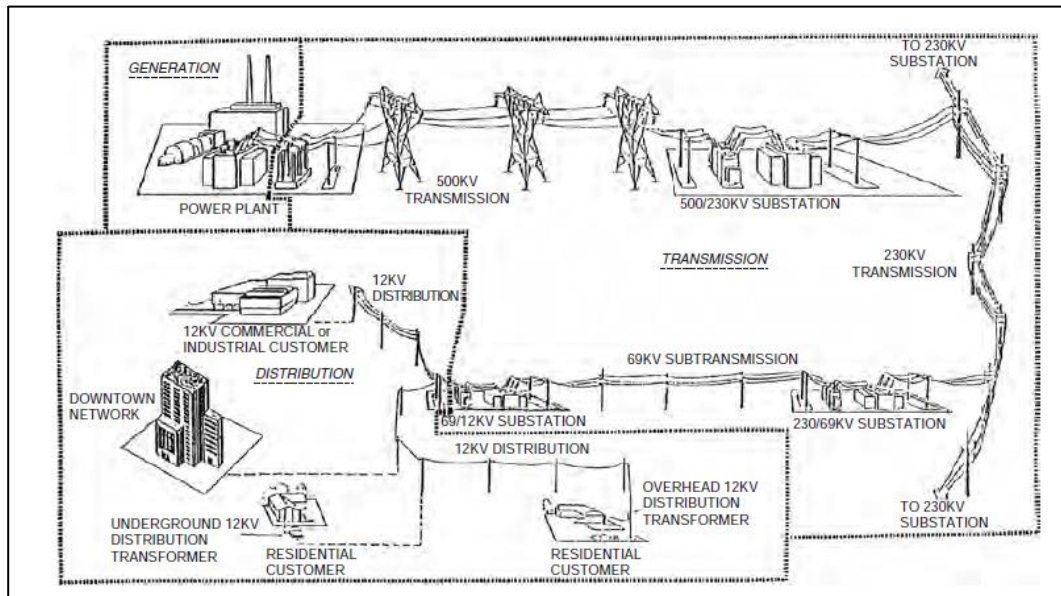 GENERATION
POWER PLANT
500KV
TRANSMISSION
500/230KV SUBSTATION
TO 230KV
SUBSTATION
230KV
TRANSMISSION
TRANSMISSION
12KV
DISTRIBUTION
12KV COMMERCIAL or
INDUSTRIAL CUSTOMER
DISTRIBUTION
DOWNTOWN
NETWORK
69KV SUBTRANSMISSION
69/12KV SUBSTATION
230/69KV SUBSTATION
12KV DISTRIBUTION
OVERHEAD 12KV
DISTRIBUTION
TRANSFORMER
UNDERGROUND 12KV
DISTRIBUTION
TRANSFORMER
RESIDENTIAL
CUSTOMER
RESIDENTIAL
CUSTOMER
TO 230KV
SUBSTATION